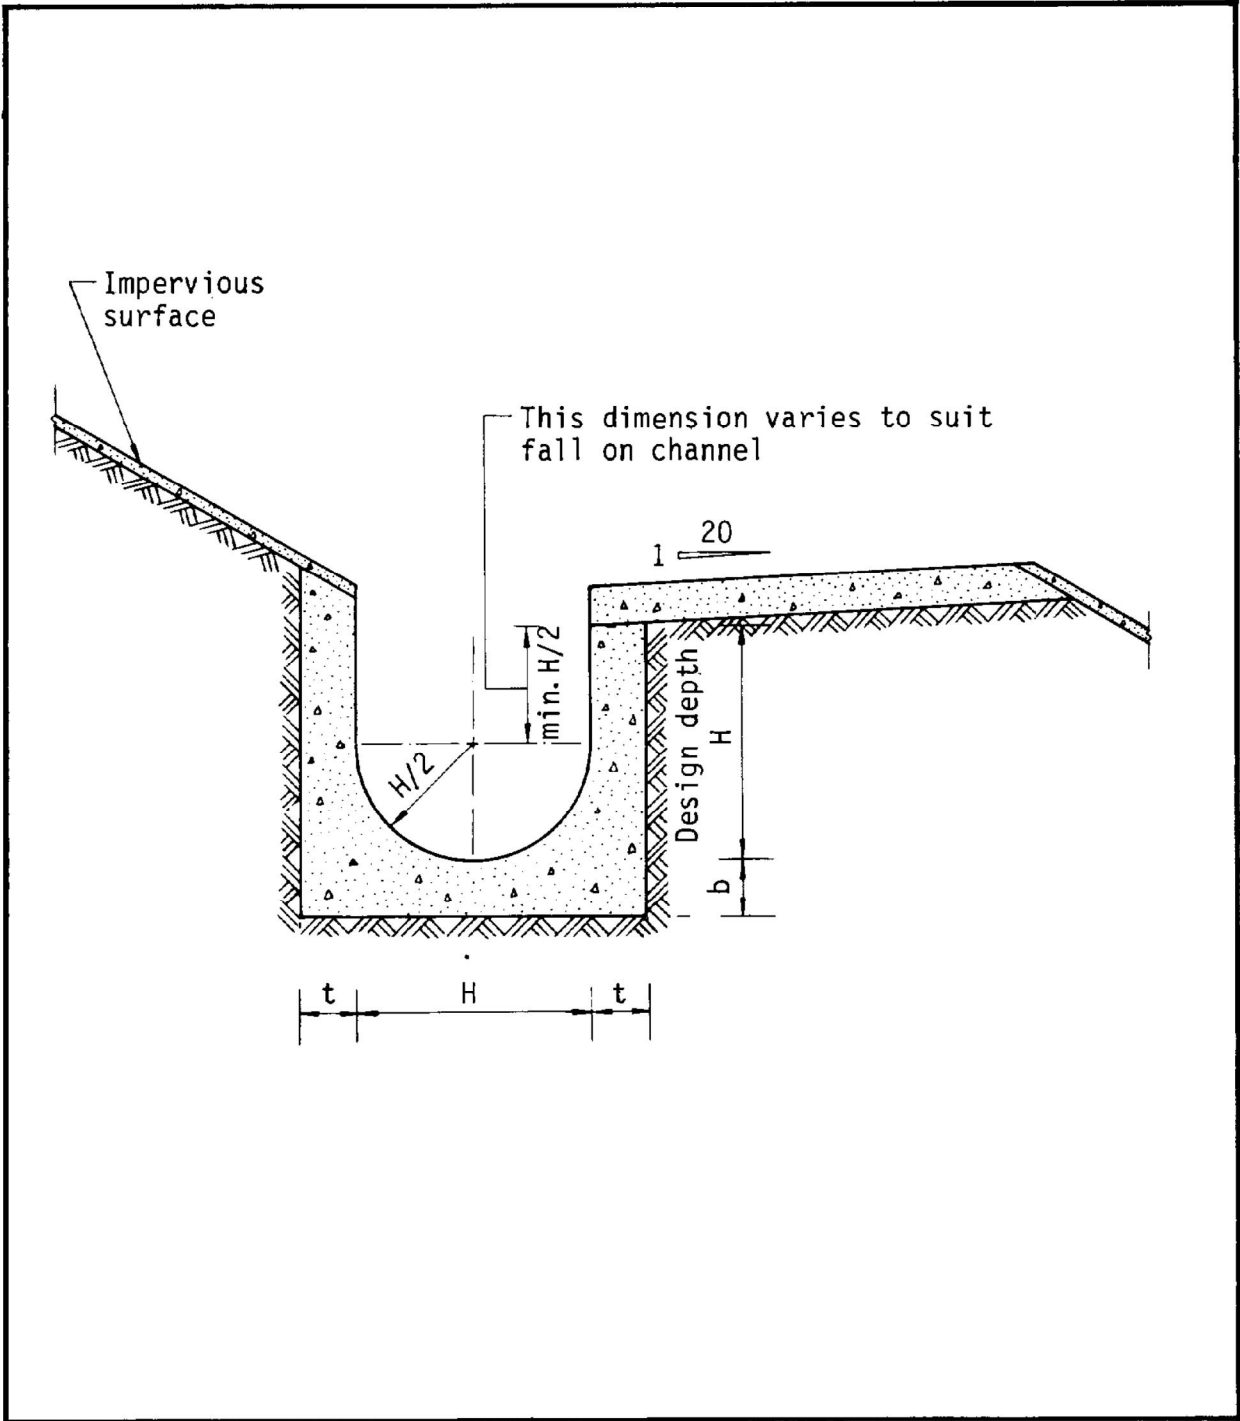 Impervious
surface
This dimension varies to suit
fall on channel
1 20
min. H/2
H/2
Design depth
H
b
t H t